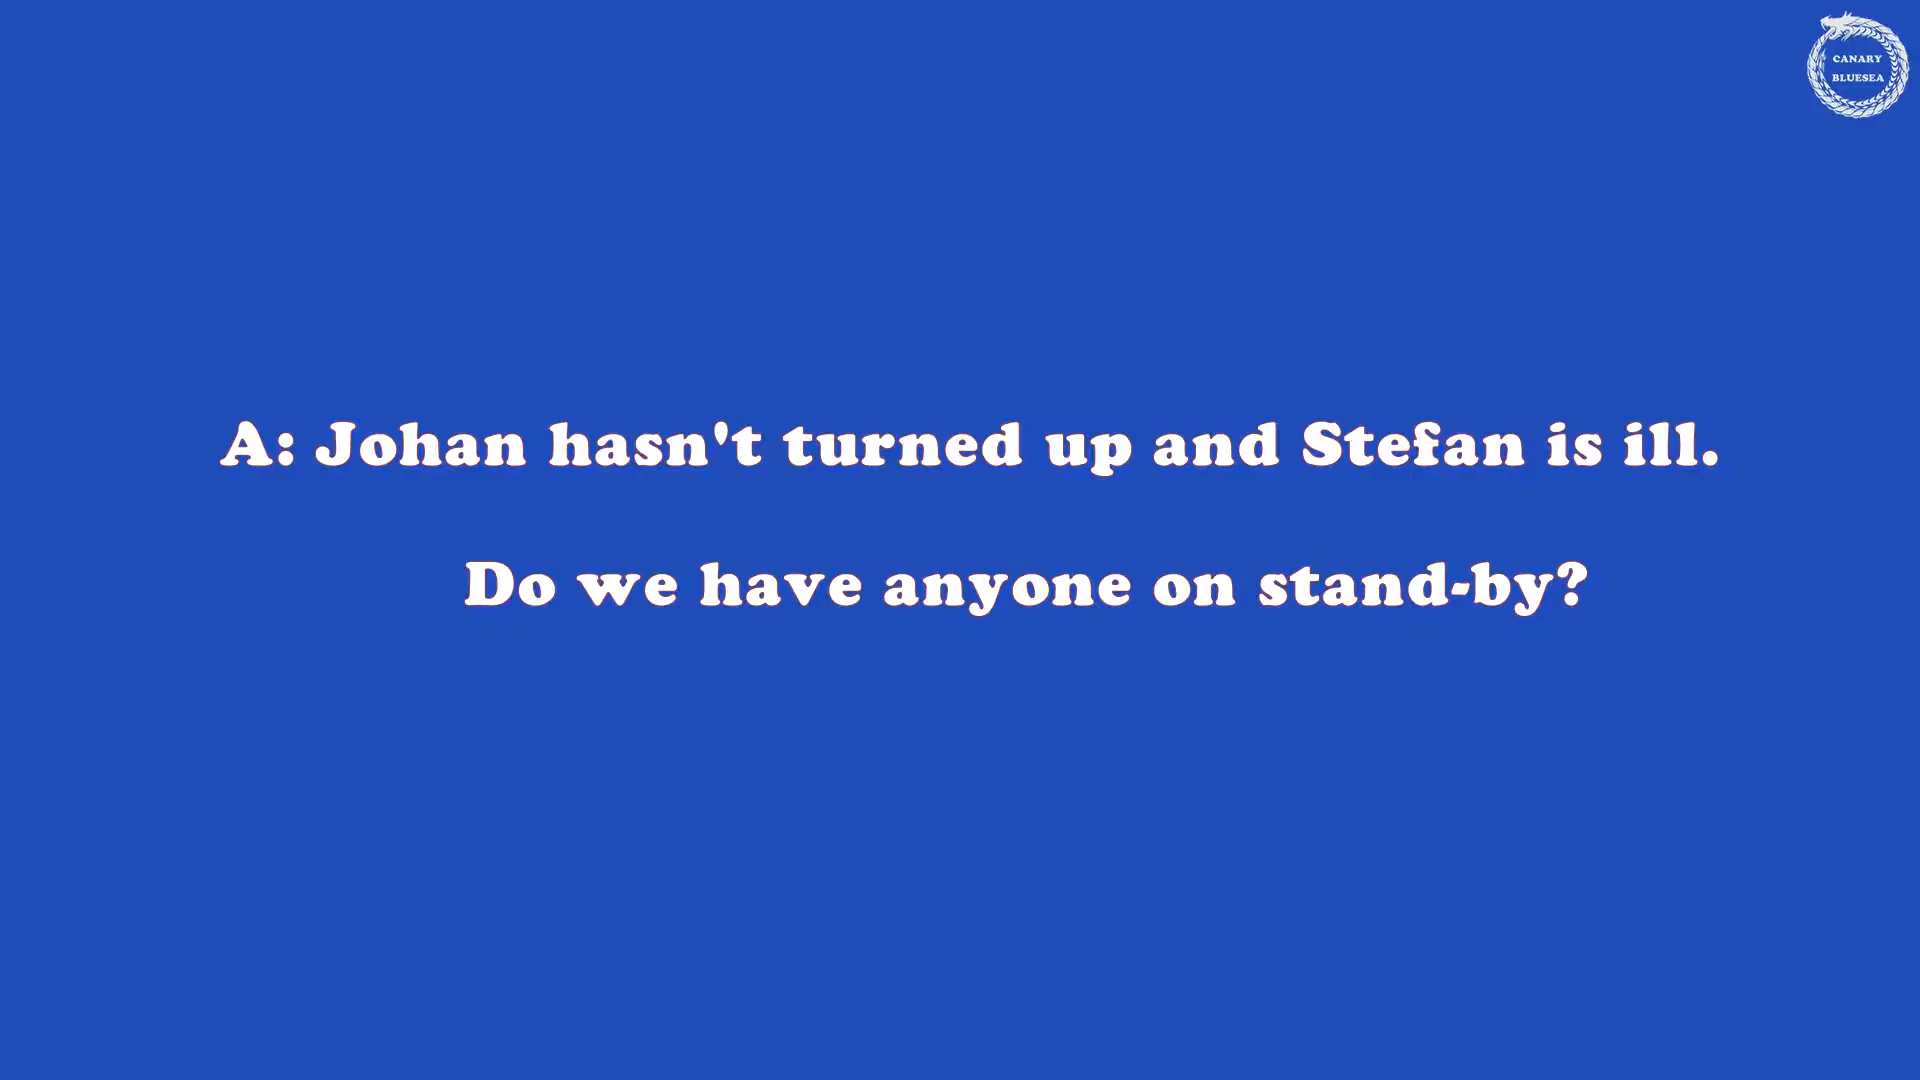 CANARY
BLUESEA
A: Johan hasn't turned up and Stefan is ill.
Do we have anyone on stand-by?